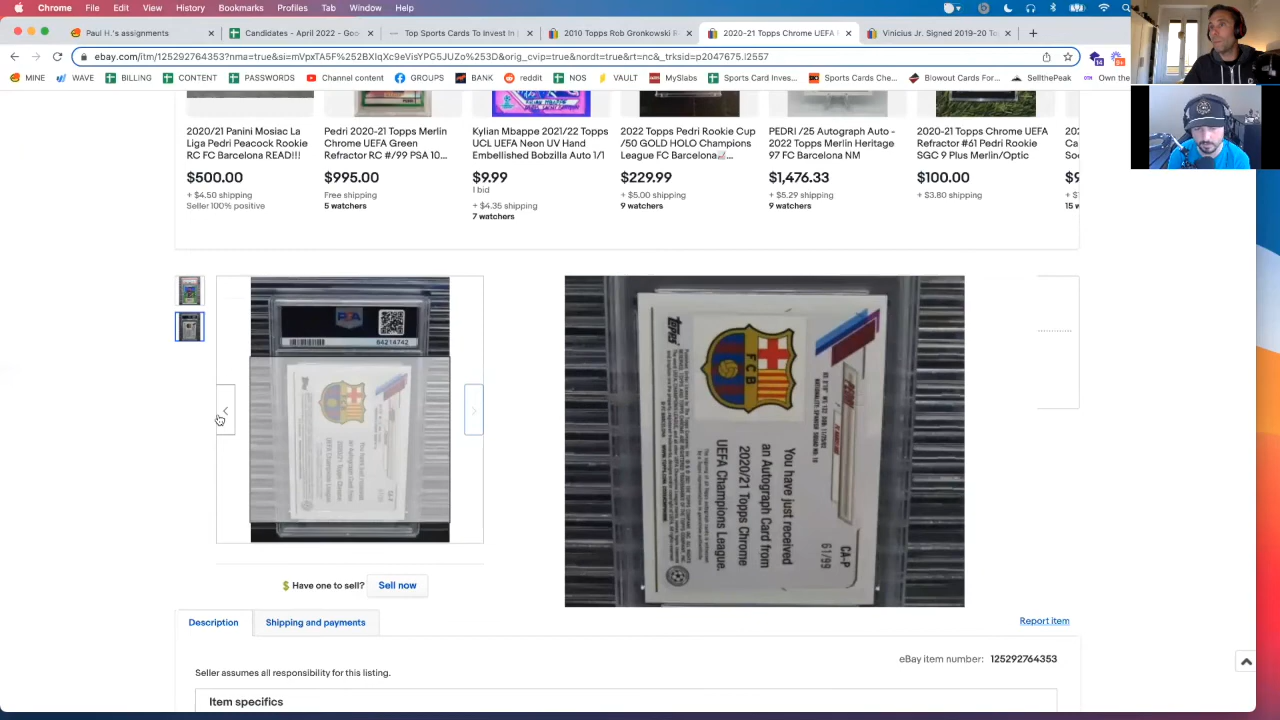 Chrome File Edit View History Bookmarks Profiles Tab Window Help
Paul H.'s assignments
Candidates - April 2022 - Goo
Top Sports Cards To Invest In
2010 Topps Rob Gronkowski R
2020-21 Topps Chrome UEFA
Vinicius Jr. Signed 2019-20 To
ebay.com/itm/125292764353?nma=true&si=mVpxTA5F%252BXIqXc9eVisYPG5JUZo%253D&orig_cvip=true&nordt=true&rt=nc&_trksid=p2047675.l2557
MINE WAVE BILLING CONTENT PASSWORDS Channel content GROUPS BANK reddit NOS VAULT MySlabs Sports Card Inves... Sports Cards Che... Blowout Cards For... SellthePeak Own the
2020/21 Panini Mosiac La
Liga Pedri Peacock Rookie
RC FC Barcelona READ!!!
$500.00
+ $4.50 shipping
Seller 100% positive
Pedri 2020-21 Topps Merlin
Chrome UEFA Green
Refractor RC #/99 PSA 10...
$995.00
Free shipping
5 watchers
Kylian Mbappe 2021/22 Topps
UCL UEFA Neon UV Hand
Embellished Bobzilla Auto 1/1
$9.99
1 bid
+ $4.35 shipping
7 watchers
2022 Topps Pedri Rookie Cup
/50 GOLD HOLO Champions
League FC Barcelona📈...
$229.99
+ $5.00 shipping
9 watchers
PEDRI /25 Autograph Auto -
2022 Topps Merlin Heritage
97 FC Barcelona NM
$1,476.33
+ $5.29 shipping
9 watchers
2020-21 Topps Chrome UEFA
Refractor #61 Pedri Rookie
SGC 9 Plus Merlin/Optic
$100.00
+ $3.80 shipping
202
Ca
Soc
$9
+ $
15 w
PSA
64214742
topps
FCB
PEDRI
FC BARCELONA
You have just received
an Autograph Card from
2020/21 Topps Chrome
UEFA Champions League.
CA-P
61/99
Have one to sell? Sell now
Description
Shipping and payments
Report item
eBay item number: 125292764353
Seller assumes all responsibility for this listing.
Item specifics